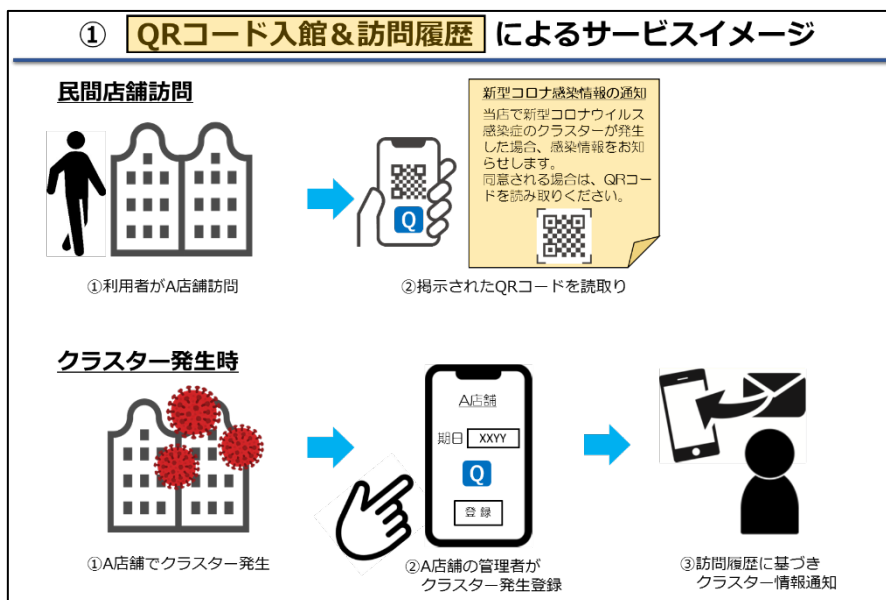 ① QRコード入館＆訪問履歴 によるサービスイメージ
民間店舗訪問
新型コロナ感染情報の通知
当店で新型コロナウイルス
感染症のクラスターが発生
した場合、感染情報をお知
らせします。
同意される場合は、QRコー
ドを読み取りください。
Q
①利用者がA店舗訪問
②掲示されたQRコードを読取り
クラスター発生時
A店舗
期日 XXYY
Q
登 録
①A店舗でクラスター発生
②A店舗の管理者が
クラスター発生登録
③訪問履歴に基づき
クラスター情報通知